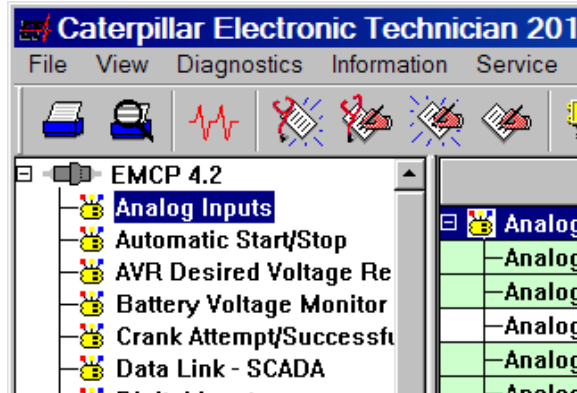 Caterpillar Electronic Technician 201
File View Diagnostics Information Service
EMCP 4.2
Analog Inputs
Automatic Start/Stop
AVR Desired Voltage Re
Battery Voltage Monitor
Crank Attempt/Successfu
Data Link - SCADA
Analog
Analog
Analog
Analog
Analog